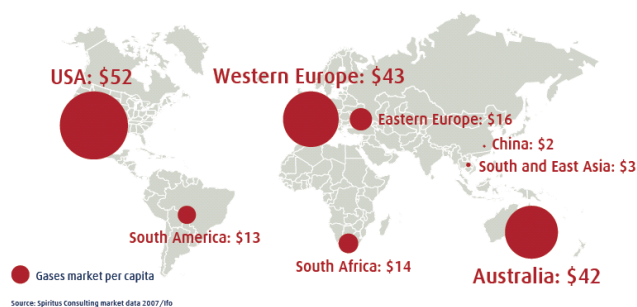 USA: $52
Western Europe: $43
Eastern Europe: $16
China: $2
South and East Asia: $3
South America: $13
South Africa: $14
Australia: $42
Gases market per capita
Source: Spiritus Consulting market data 2007/Ifo